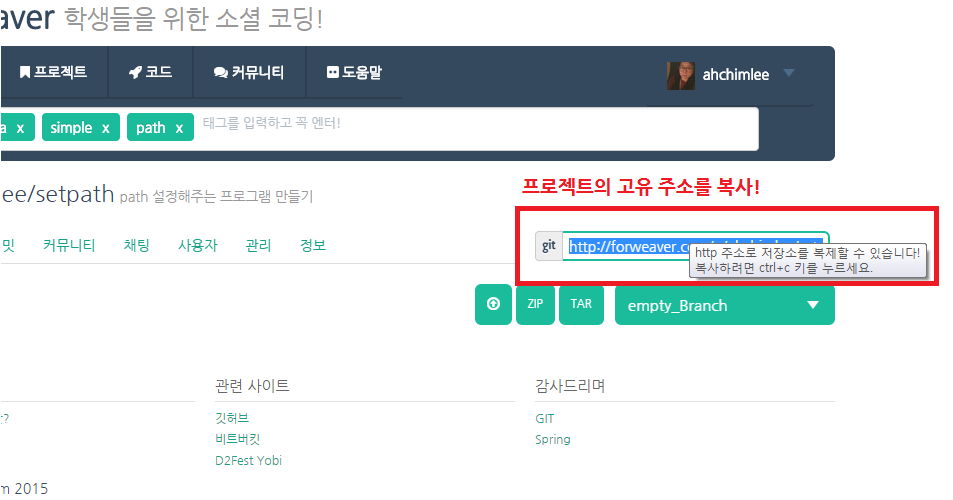 aver 학생들을 위한 소셜 코딩!
프로젝트 코드 커뮤니티 도움말 ahchimlee
a x simple x path x 태그를 입력하고 꼭 엔터!
lee/setpath path 설정해주는 프로그램 만들기
프로젝트의 고유 주소를 복사!
밋 커뮤니티 채팅 사용자 관리 정보
git http://forweaver.c
http 주소로 저장소를 복제할 수 있습니다!
복사하려면 ctrl+c 키를 누르세요.
ZIP TAR empty_Branch
관련 사이트 감사드리며
? 깃허브 GIT
비트버킷 Spring
D2Fest Yobi
m 2015